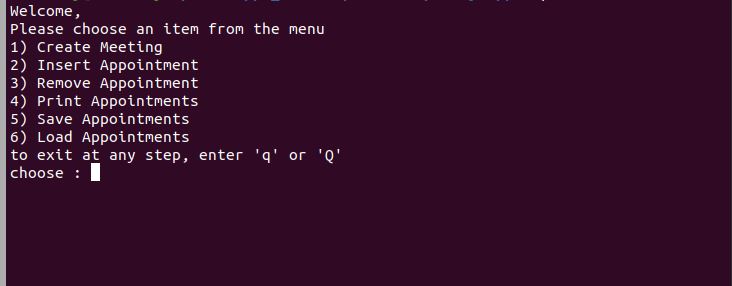 Welcome,
Please choose an item from the menu
1) Create Meeting
2) Insert Appointment
3) Remove Appointment
4) Print Appointments
5) Save Appointments
6) Load Appointments
to exit at any step, enter 'q' or 'Q'
choose :